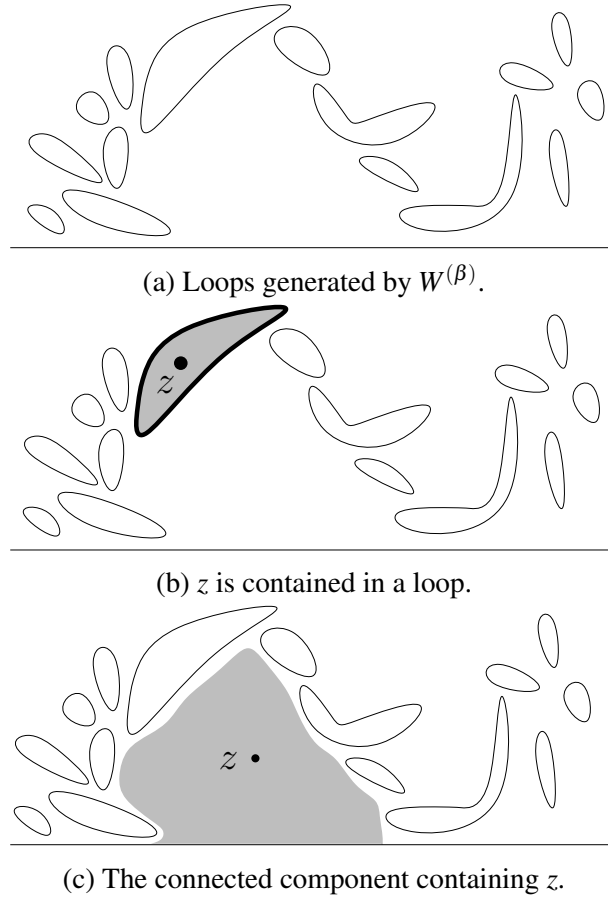 (a) Loops generated by W^{(β)}.
z
(b) z is contained in a loop.
z
(c) The connected component containing z.